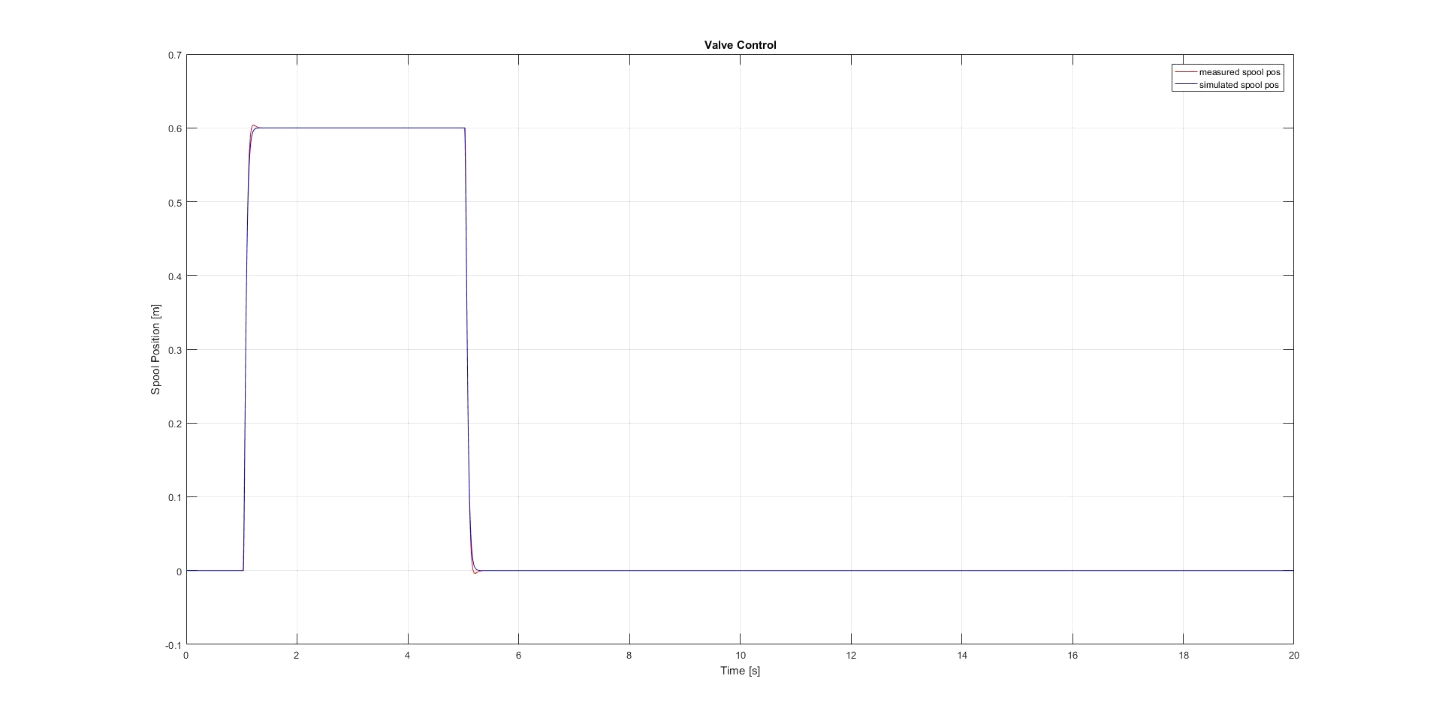 Valve Control
measured spool pos
simulated spool pos
0.7
0.6
0.5
0.4
0.3
0.2
0.1
0
-0.1
Spool Position [m]
0 2 4 6 8 10 12 14 16 18 20
Time [s]